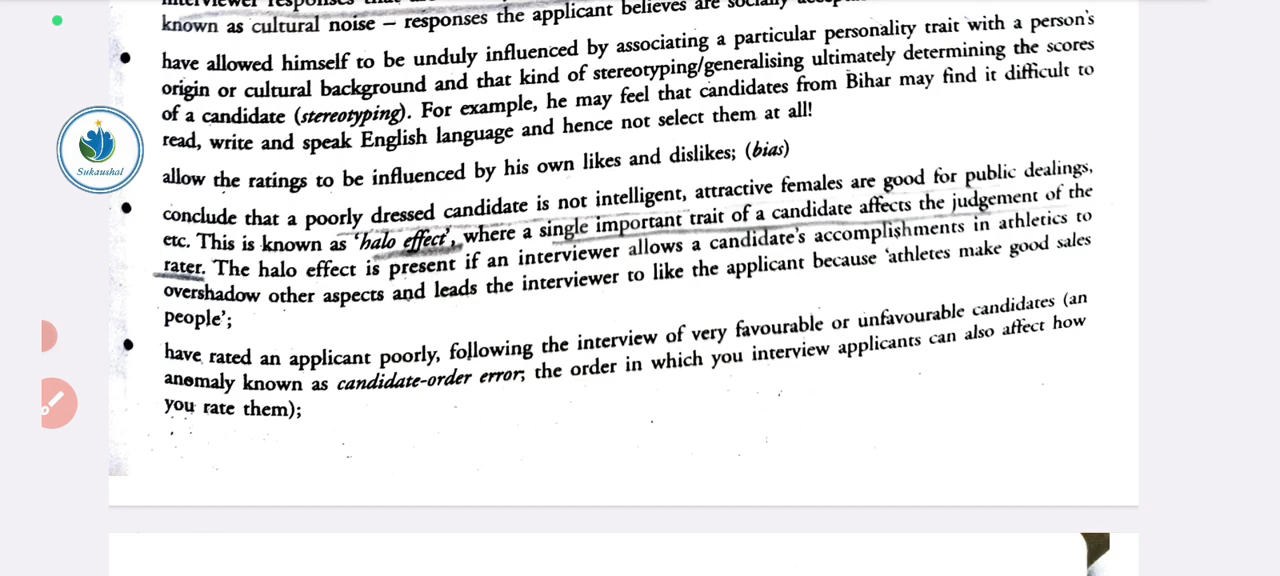 known as cultural noise – responses the applicant believes are
have allowed himself to be unduly influenced by associating a particular personality trait with a person's
origin or cultural background and that kind of stereotyping/generalising ultimately determining the scores
of a candidate (stereotyping). For example, he may feel that candidates from Bihar may find it difficult to
read, write and speak English language and hence not select them at all!
Sukaushal
allow the ratings to be influenced by his own likes and dislikes; (bias)
conclude that a poorly dressed candidate is not intelligent, attractive females are good for public dealings,
etc. This is known as 'halo effect', where a single important trait of a candidate affects the judgement of the
rater. The halo effect is present if an interviewer allows a candidate's accomplishments in athletics to
overshadow other aspects and leads the interviewer to like the applicant because 'athletes make good sales
people';
have rated an applicant poorly, following the interview of very favourable or unfavourable candidates (an
anomaly known as candidate-order error; the order in which you interview applicants can also affect how
you rate them);